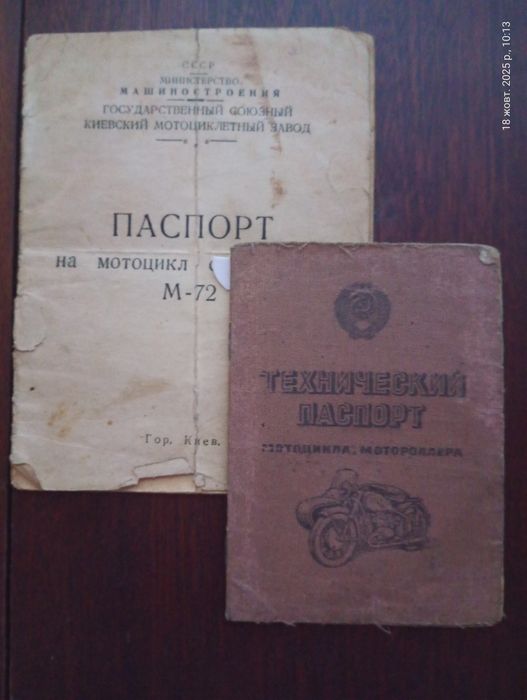 СССР
МИНИСТЕРСТВО
МАШИНОСТРОЕНИЯ
ГОСУДАРСТВЕННЫЙ СОЮЗНЫЙ
КИЕВСКИЙ МОТОЦИКЛЕТНЫЙ ЗАВОД
ПАСПОРТ
на МОТОЦИКЛ
М-72
Гор. Киев.
ТЕХНИЧЕСКИЙ
ПАСПОРТ
МОТОЦИКЛА, МОТОРОЛЛЕРА
18 жовт. 2025 р., 10:13